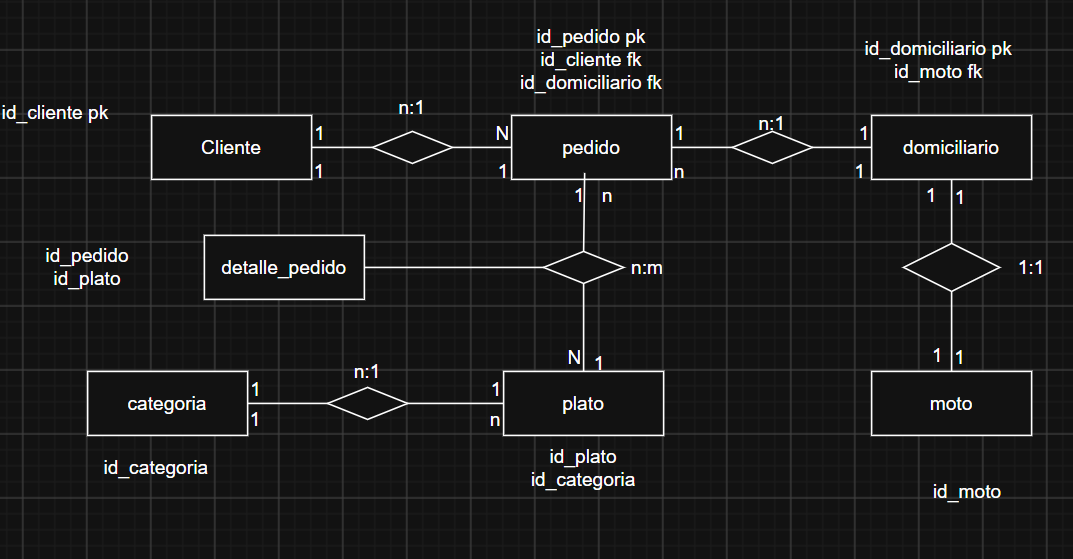 id_pedido pk
id_cliente fk
id_domiciliario fk
id_domiciliario pk
id_moto fk
id_cliente pk
n:1
n:1
Cliente
1
1
N
1
pedido
1
n
1
1
domiciliario
1 n
1 1
id_pedido
id_plato
detalle_pedido
n:m
1:1
N 1
1 1
n:1
categoria
1
1
1
n
plato
moto
id_categoria
id_plato
id_categoria
id_moto